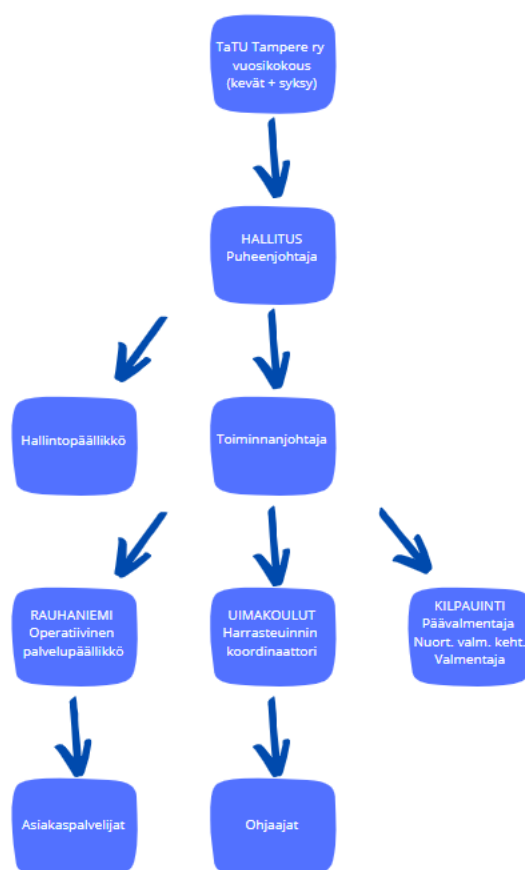 TaTU Tampere ry
vuosikokous
(kevät + syksy)
HALLITUS
Puheenjohtaja
Hallintopäällikkö
Toiminnanjohtaja
RAUHANIEMI
Operatiivinen
palvelupäällikkö
UIMAKOULUT
Harrasteuinnin
koordinaattori
KILPAUINTI
Päävalmentaja
Nuort. valm. keht.
Valmentaja
Asiakaspalvelijat
Ohjaajat